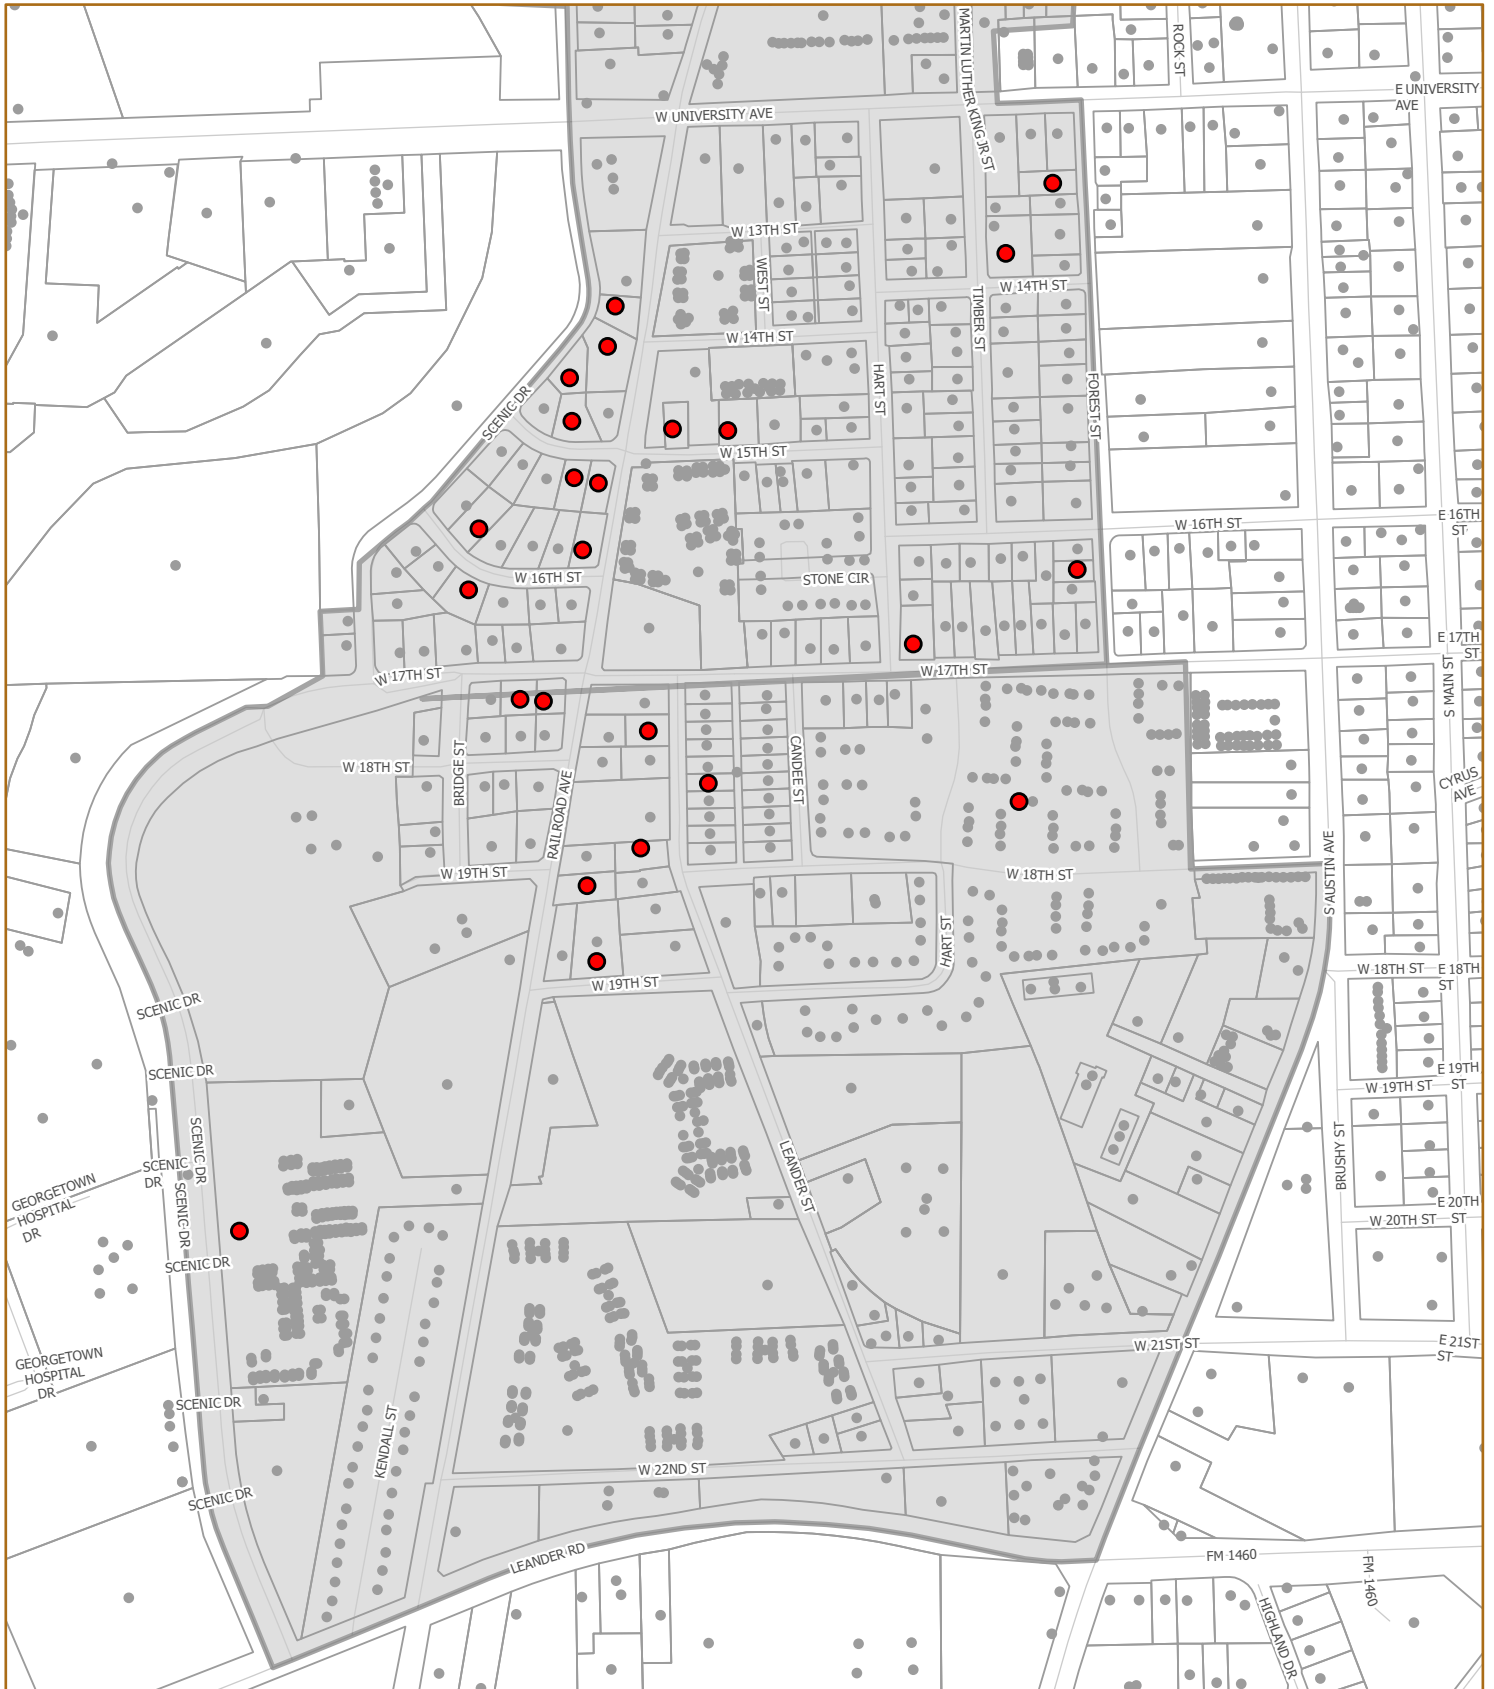 MARTIN LUTHER KING JR ST
ROCK ST
E UNIVERSITY
AVE
W UNIVERSITY AVE
W 13TH ST
WEST ST
W 14TH ST
TIMBER ST
W 14TH ST
HART ST
FOREST ST
SCENIC DR
W 15TH ST
W 16TH ST
E 16TH
ST
W 16TH ST
STONE CIR
E 17TH
ST
W 17TH ST
W 17TH ST
S MAIN ST
W 18TH ST
BRIDGE ST
CANDEE ST
CYRUS
AVE
RAILROAD AVE
W 19TH ST
W 18TH ST
S AUSTIN AVE
HART ST
W 18TH ST
E 18TH
ST
W 19TH ST
SCENIC DR
SCENIC DR
E 19TH
ST
W 19TH ST
SCENIC DR
BRUSHY ST
LEANDER ST
SCENIC
DR
GEORGETOWN
HOSPITAL
DR
SCENIC DR
E 20TH
ST
W 20TH ST
SCENIC DR
W 21ST ST
E 21ST
ST
GEORGETOWN
HOSPITAL
DR
SCENIC DR
KENDALL ST
W 22ND ST
SCENIC DR
LEANDER RD
FM 1460
FM 1460
HIGHLAND DR